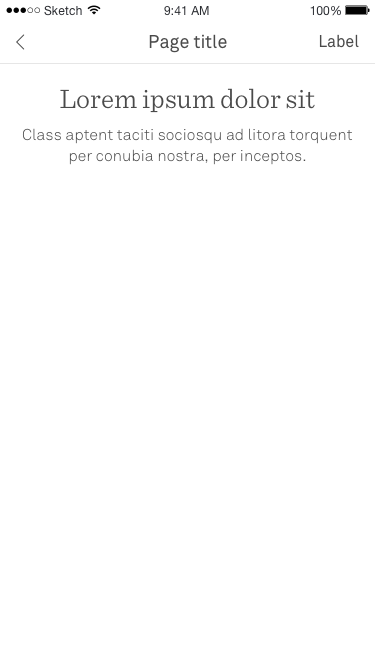 Sketch 9:41 AM 100%
Page title Label
Lorem ipsum dolor sit
Class aptent taciti sociosqu ad litora torquent
per conubia nostra, per inceptos.